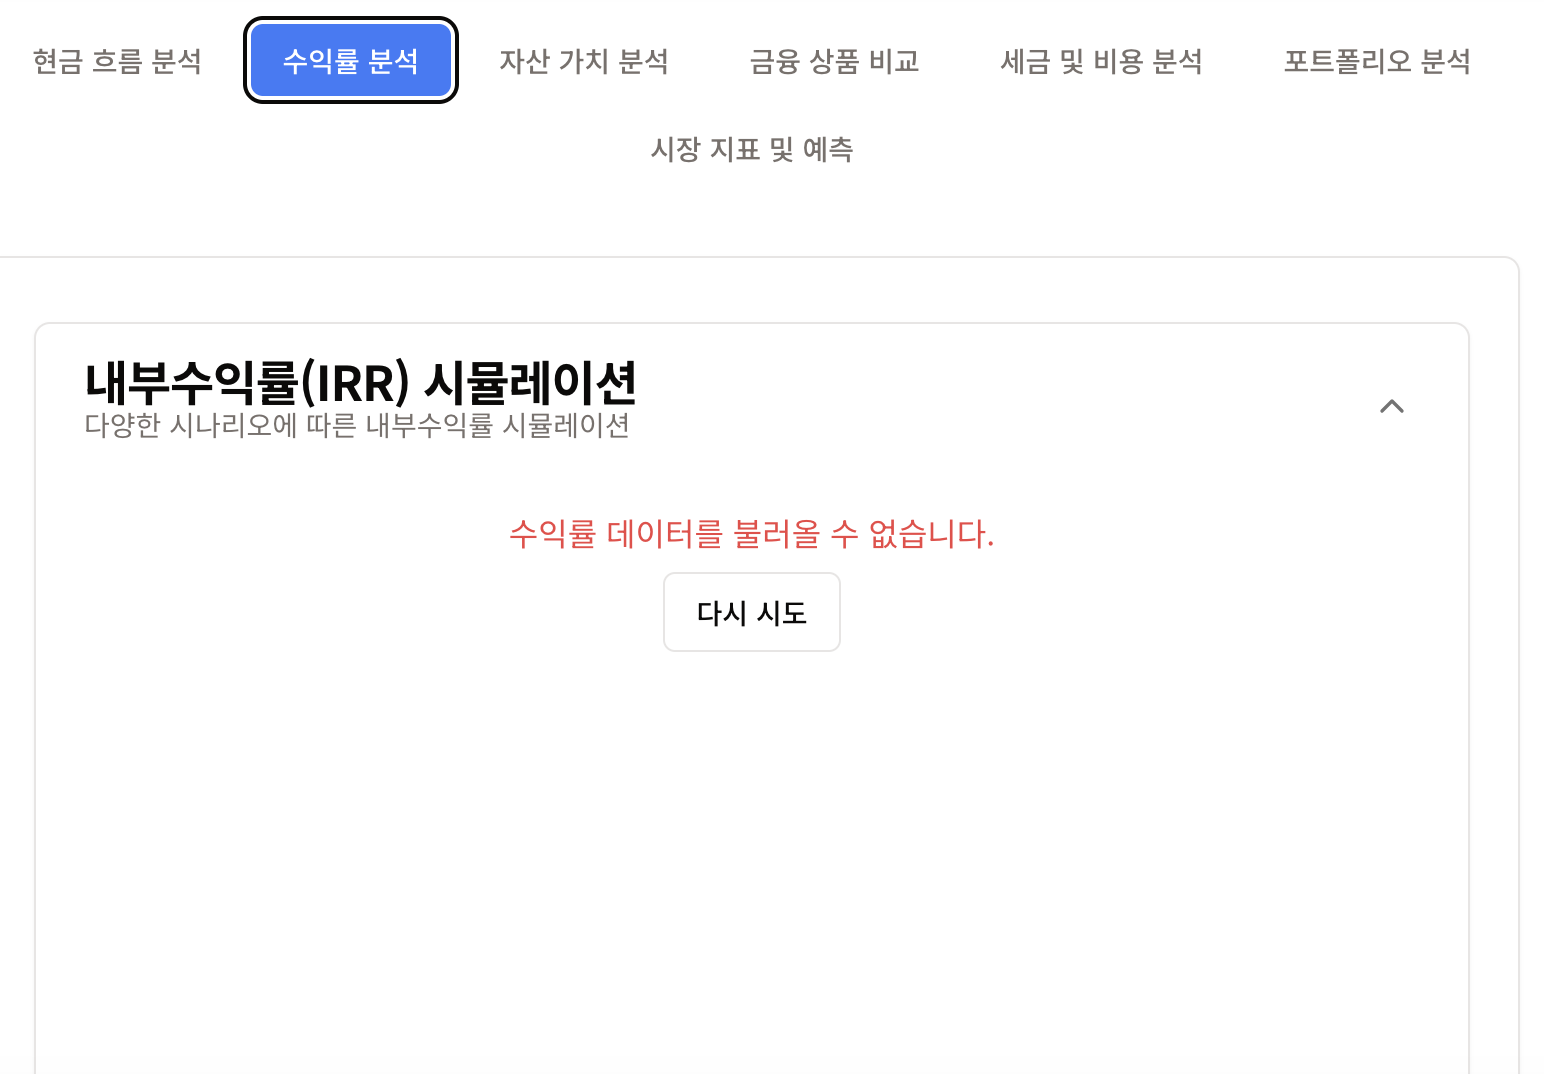 현금 흐름 분석 수익률 분석 자산 가치 분석 금융 상품 비교 세금 및 비용 분석 포트폴리오 분석
시장 지표 및 예측
내부수익률(IRR) 시뮬레이션
다양한 시나리오에 따른 내부수익률 시뮬레이션
수익률 데이터를 불러올 수 없습니다.
다시 시도